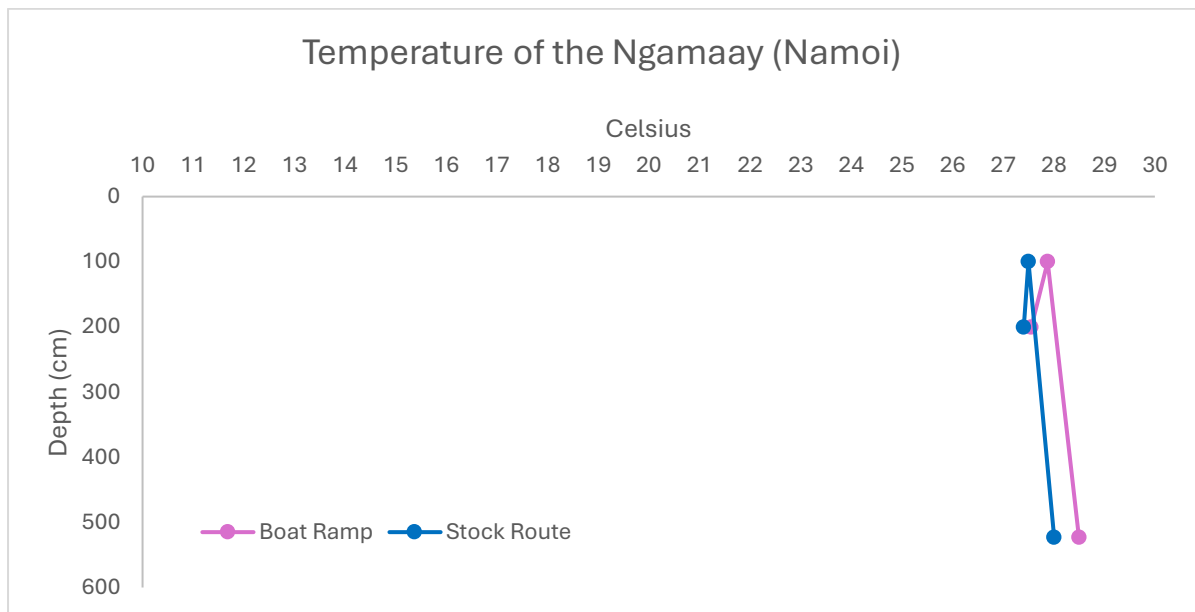 Temperature of the Ngamaay (Namoi)
Celsius
10 11 12 13 14 15 16 17 18 19 20 21 22 23 24 25 26 27 28 29 30
0
100
200
300
400
500
600
Depth (cm)
Boat Ramp Stock Route